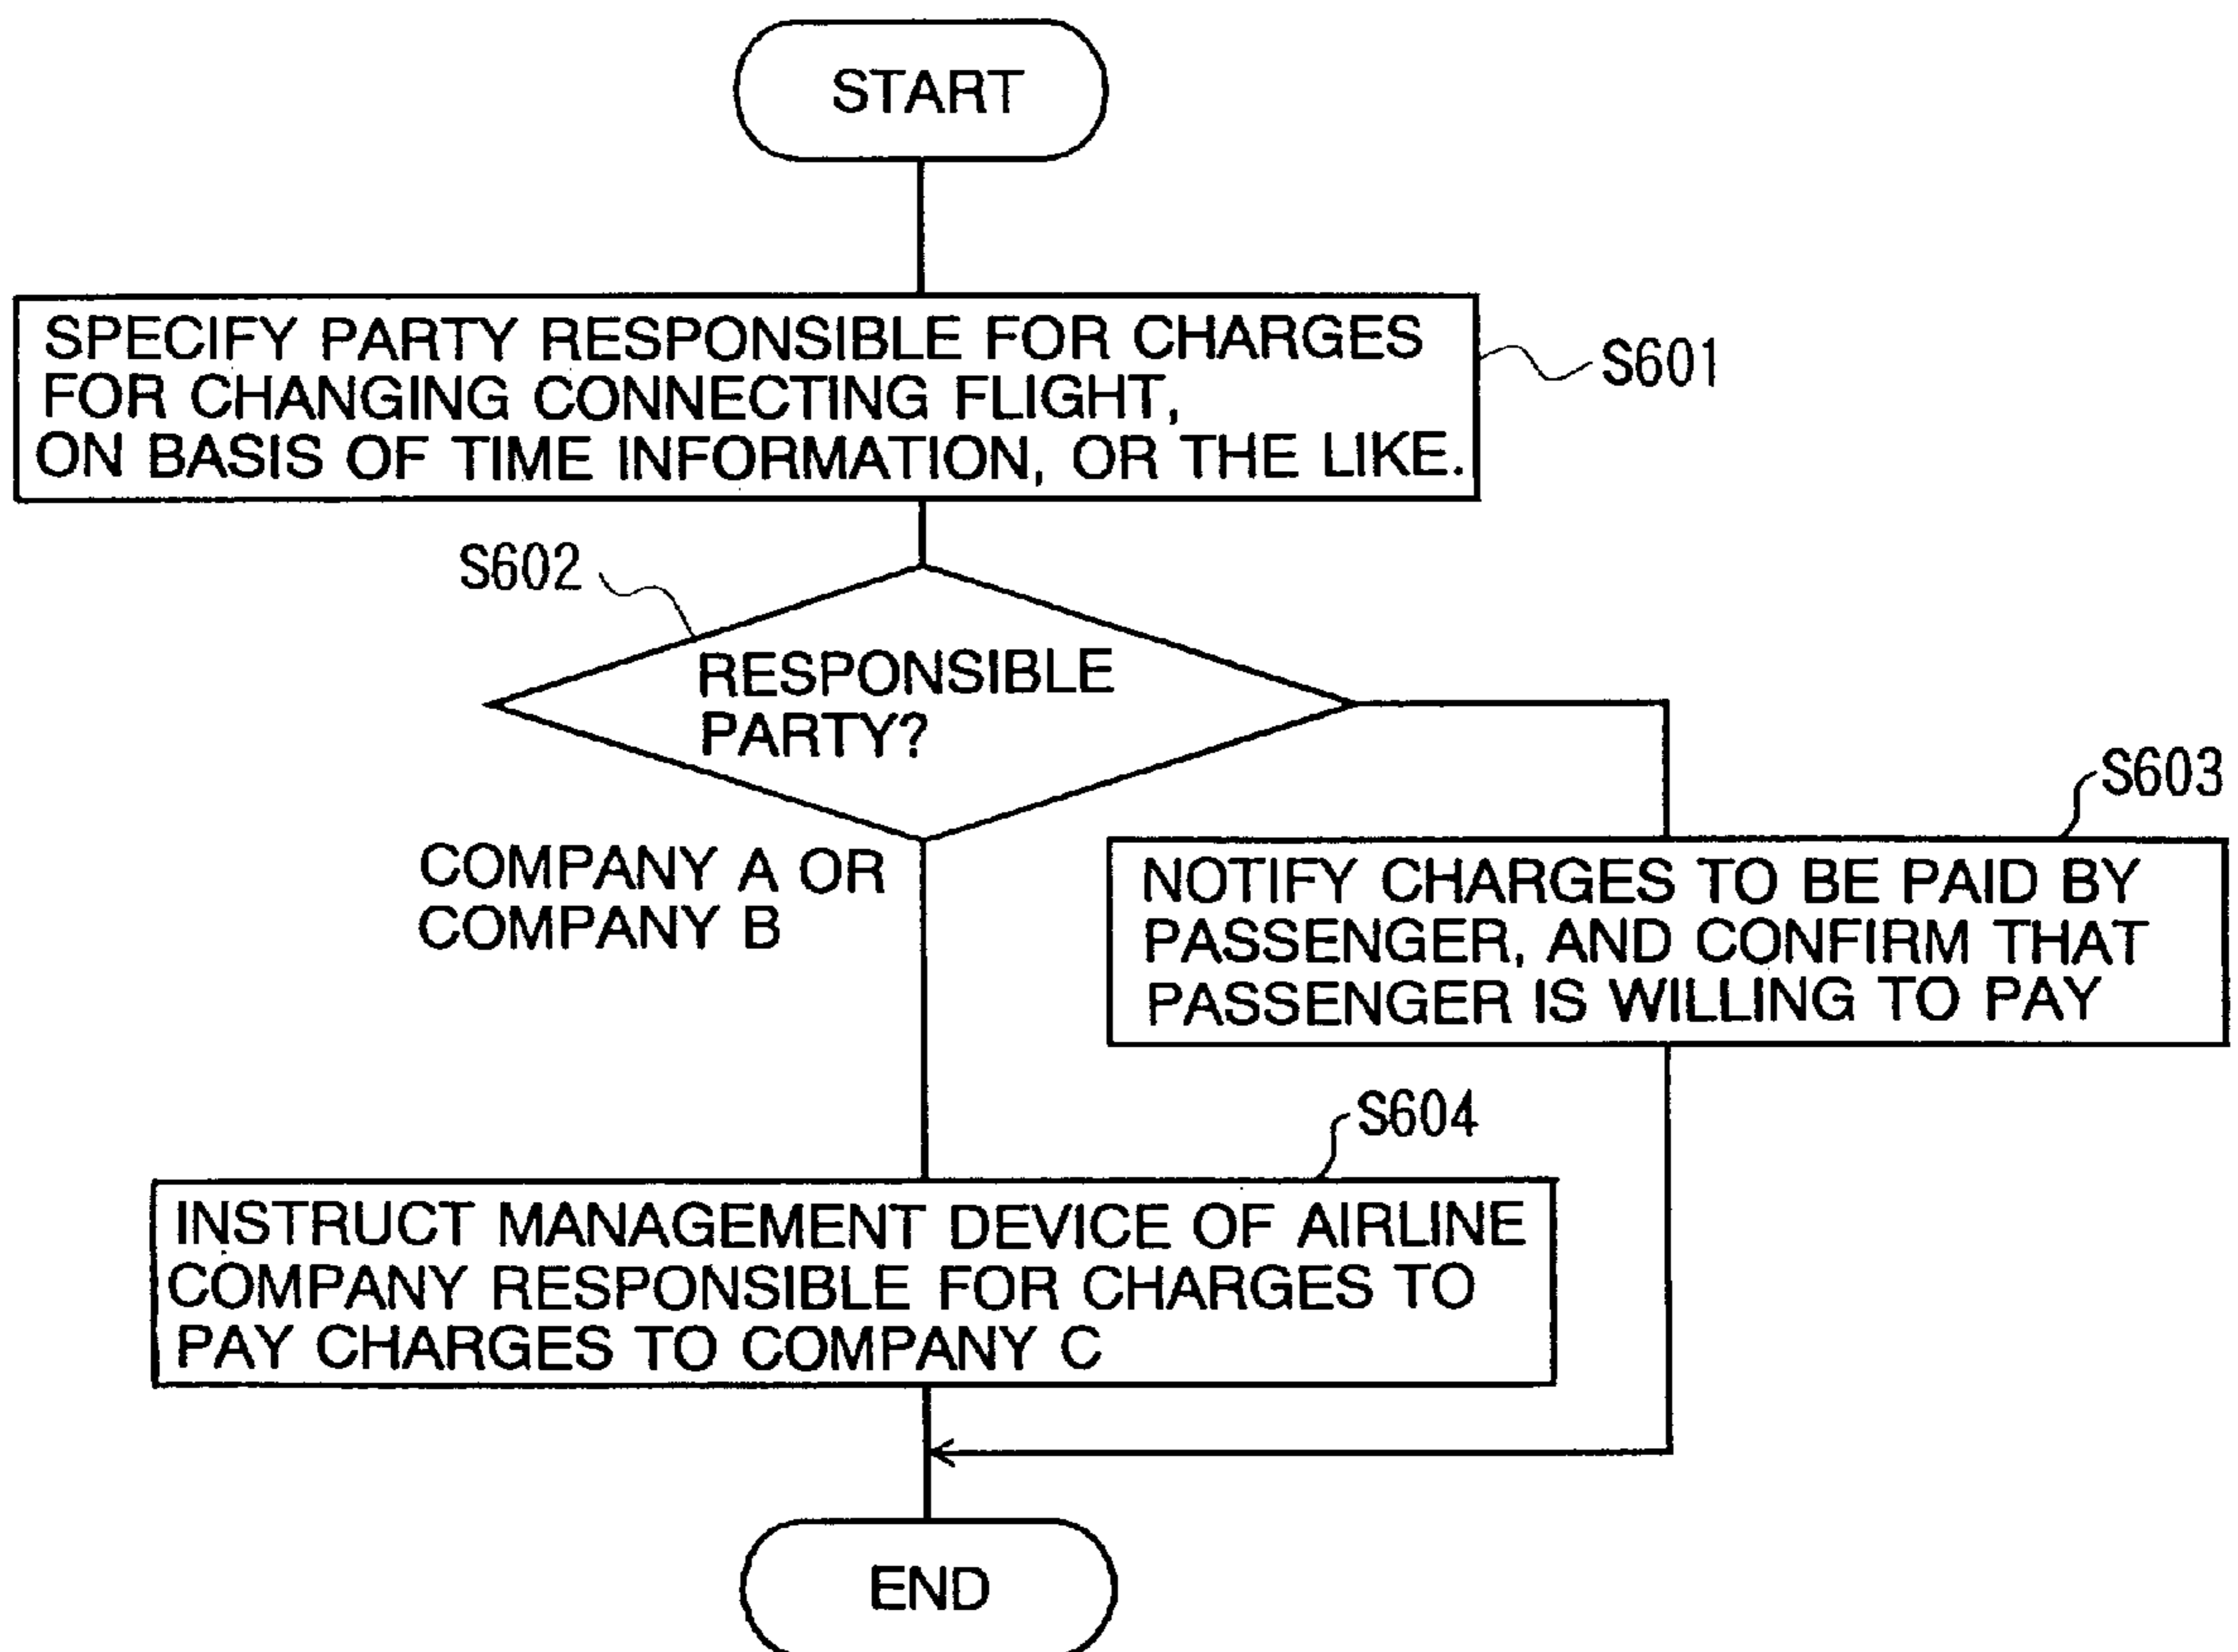 START
SPECIFY PARTY RESPONSIBLE FOR CHARGES
FOR CHANGING CONNECTING FLIGHT,
ON BASIS OF TIME INFORMATION, OR THE LIKE.
S601
S602
RESPONSIBLE
PARTY?
COMPANY A OR
COMPANY B
S603
NOTIFY CHARGES TO BE PAID BY
PASSENGER, AND CONFIRM THAT
PASSENGER IS WILLING TO PAY
S604
INSTRUCT MANAGEMENT DEVICE OF AIRLINE
COMPANY RESPONSIBLE FOR CHARGES TO
PAY CHARGES TO COMPANY C
END